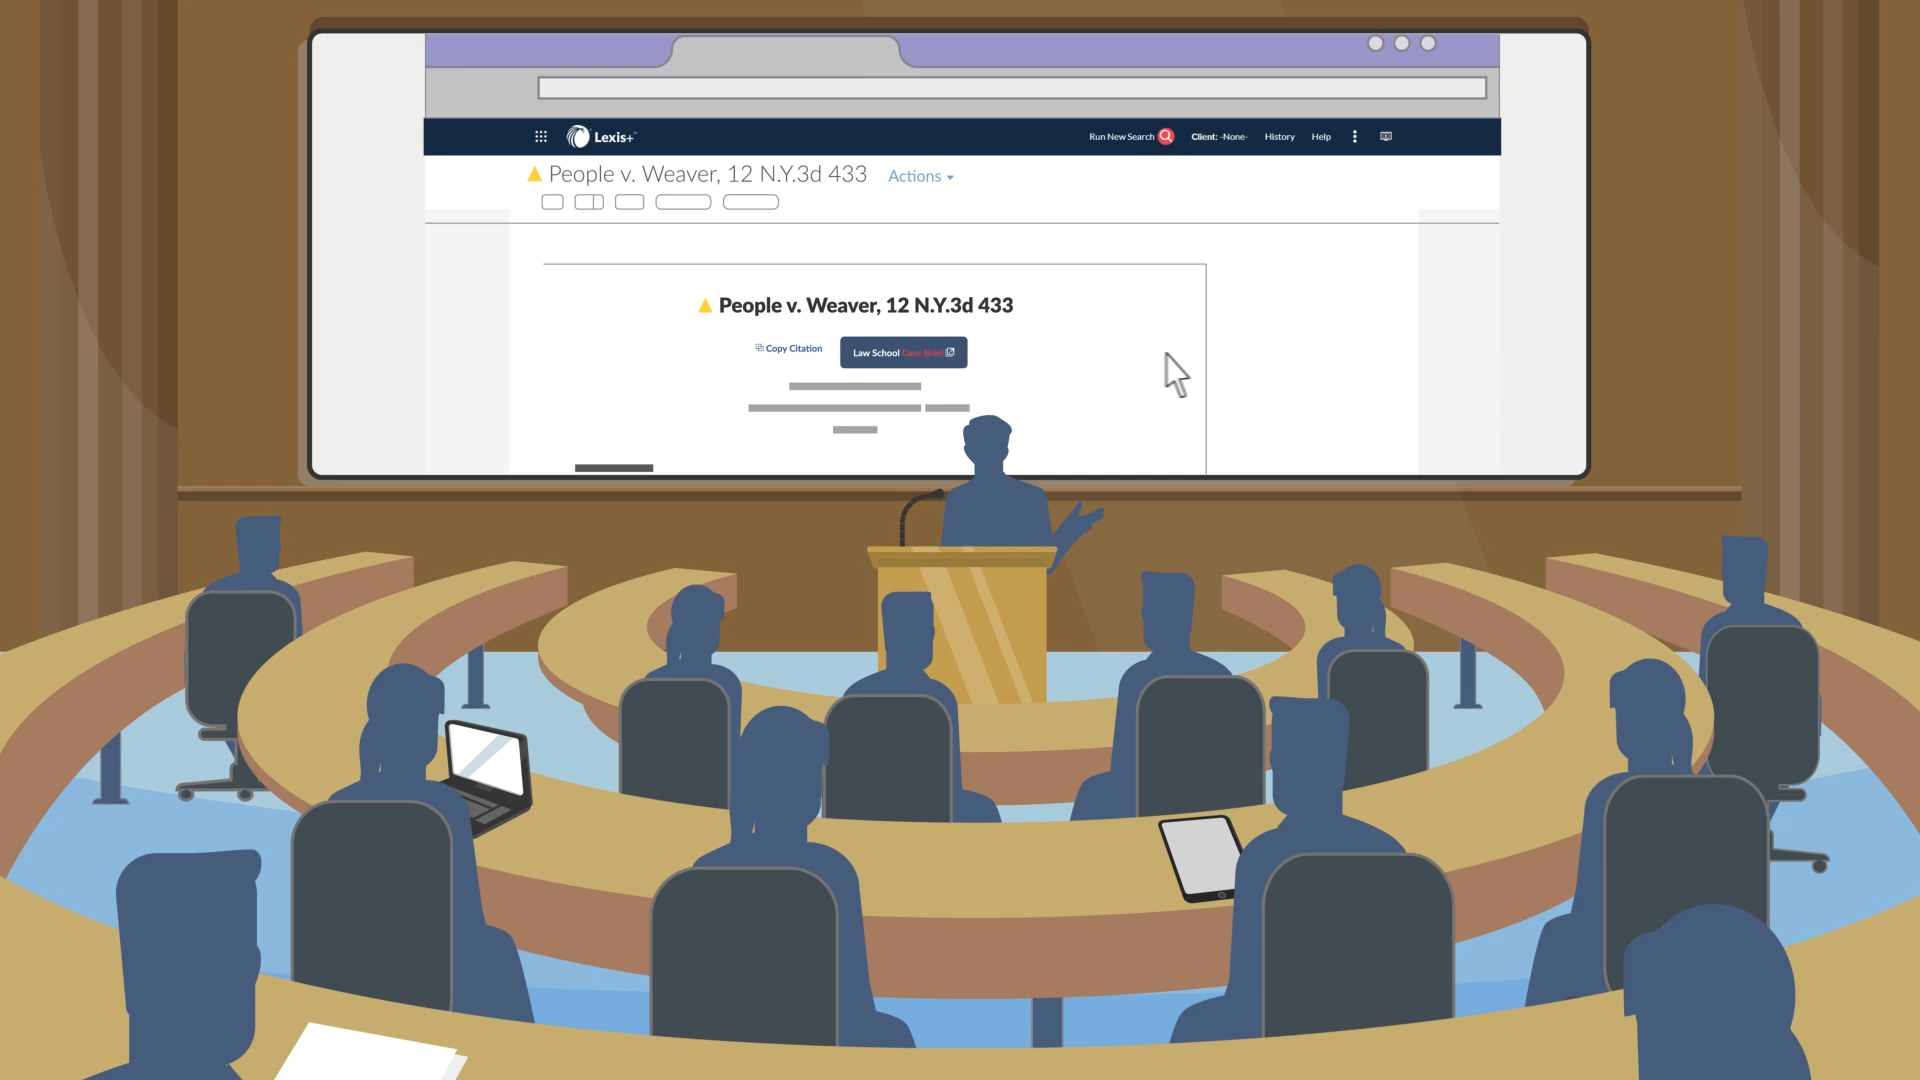 Lexis+™
Run New Search
Client: -None-
History
Help
People v. Weaver, 12 N.Y.3d 433
Actions
People v. Weaver, 12 N.Y.3d 433
Copy Citation
Law School Case Brief